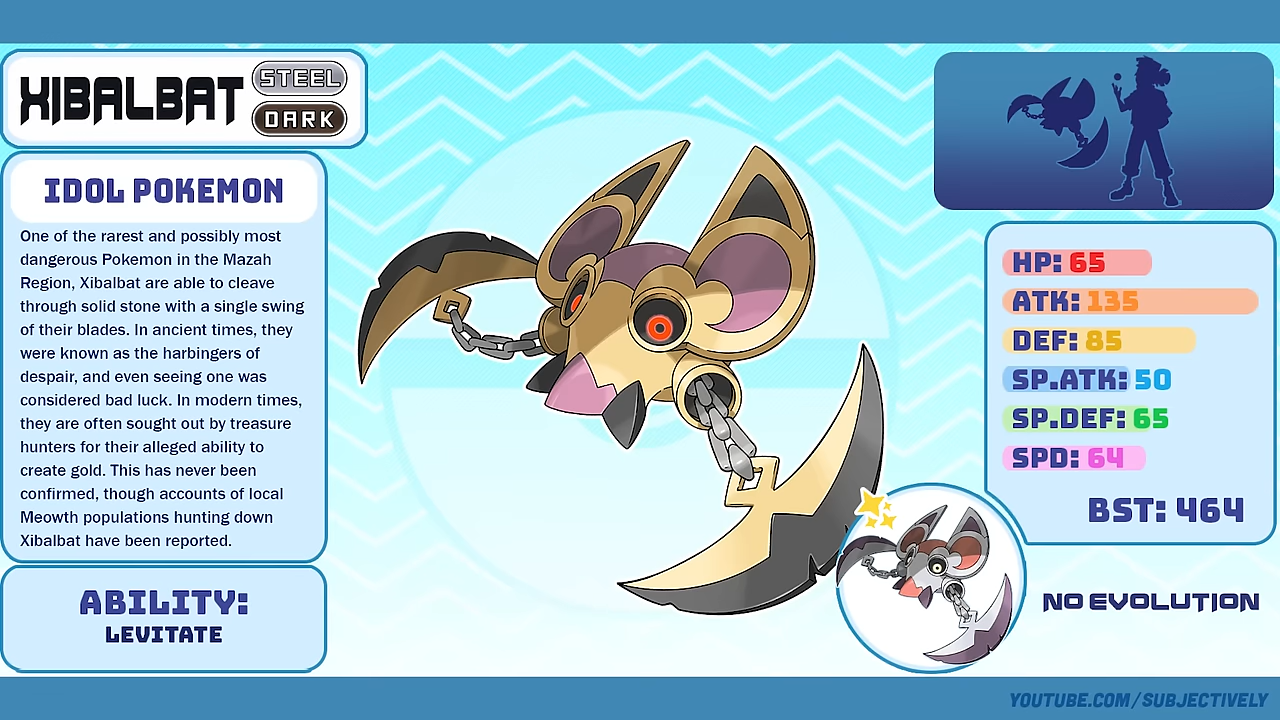 XIBALBAT
STEEL
DARK
IDOL POKEMON
One of the rarest and possibly most
dangerous Pokemon in the Mazah
Region, Xibalbat are able to cleave
through solid stone with a single swing
of their blades. In ancient times, they
were known as the harbingers of
despair, and even seeing one was
considered bad luck. In modern times,
they are often sought out by treasure
hunters for their alleged ability to
create gold. This has never been
confirmed, though accounts of local
Meowth populations hunting down
Xibalbat have been reported.
ABILITY:
LEVITATE
HP: 65
ATK: 135
DEF: 85
SP.ATK: 50
SP.DEF: 65
SPD: 64
BST: 464
NO EVOLUTION
YOUTUBE.COM/SUBJECTIVELY